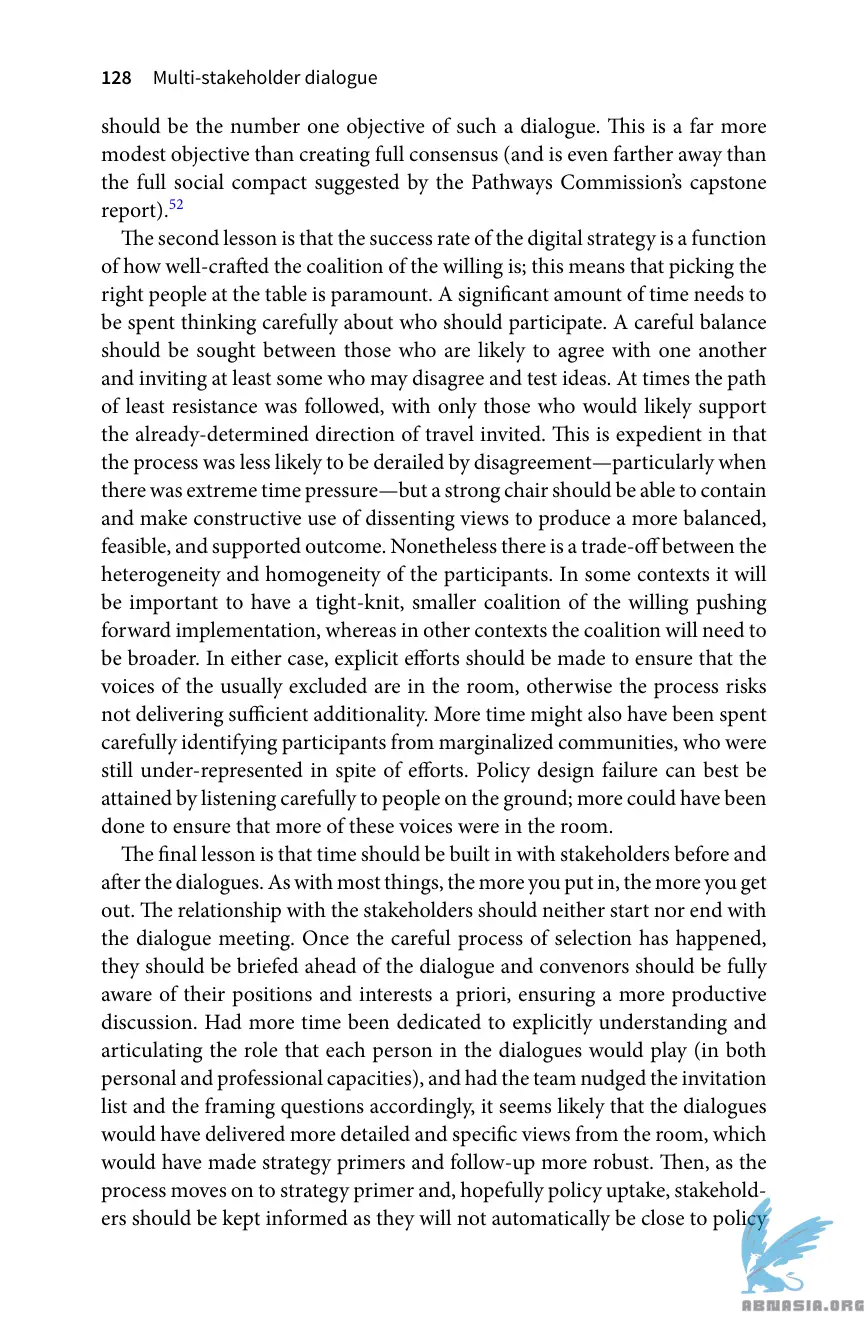 128 Multi-stakeholder dialogue
should be the number one objective of such a dialogue. This is a far more
modest objective than creating full consensus (and is even farther away than
the full social compact suggested by the Pathways Commission’s capstone
report).52
The second lesson is that the success rate of the digital strategy is a function
of how well-crafted the coalition of the willing is; this means that picking the
right people at the table is paramount. A significant amount of time needs to
be spent thinking carefully about who should participate. A careful balance
should be sought between those who are likely to agree with one another
and inviting at least some who may disagree and test ideas. At times the path
of least resistance was followed, with only those who would likely support
the already-determined direction of travel invited. This is expedient in that
the process was less likely to be derailed by disagreement—particularly when
there was extreme time pressure—but a strong chair should be able to contain
and make constructive use of dissenting views to produce a more balanced,
feasible, and supported outcome. Nonetheless there is a trade-off between the
heterogeneity and homogeneity of the participants. In some contexts it will
be important to have a tight-knit, smaller coalition of the willing pushing
forward implementation, whereas in other contexts the coalition will need to
be broader. In either case, explicit efforts should be made to ensure that the
voices of the usually excluded are in the room, otherwise the process risks
not delivering sufficient additionality. More time might also have been spent
carefully identifying participants from marginalized communities, who were
still under-represented in spite of efforts. Policy design failure can best be
attained by listening carefully to people on the ground; more could have been
done to ensure that more of these voices were in the room.
The final lesson is that time should be built in with stakeholders before and
after the dialogues. As with most things, the more you put in, the more you get
out. The relationship with the stakeholders should neither start nor end with
the dialogue meeting. Once the careful process of selection has happened,
they should be briefed ahead of the dialogue and convenors should be fully
aware of their positions and interests a priori, ensuring a more productive
discussion. Had more time been dedicated to explicitly understanding and
articulating the role that each person in the dialogues would play (in both
personal and professional capacities), and had the team nudged the invitation
list and the framing questions accordingly, it seems likely that the dialogues
would have delivered more detailed and specific views from the room, which
would have made strategy primers and follow-up more robust. Then, as the
process moves on to strategy primer and, hopefully policy uptake, stakehold-
ers should be kept informed as they will not automatically be close to policy
ABNASIA.ORG